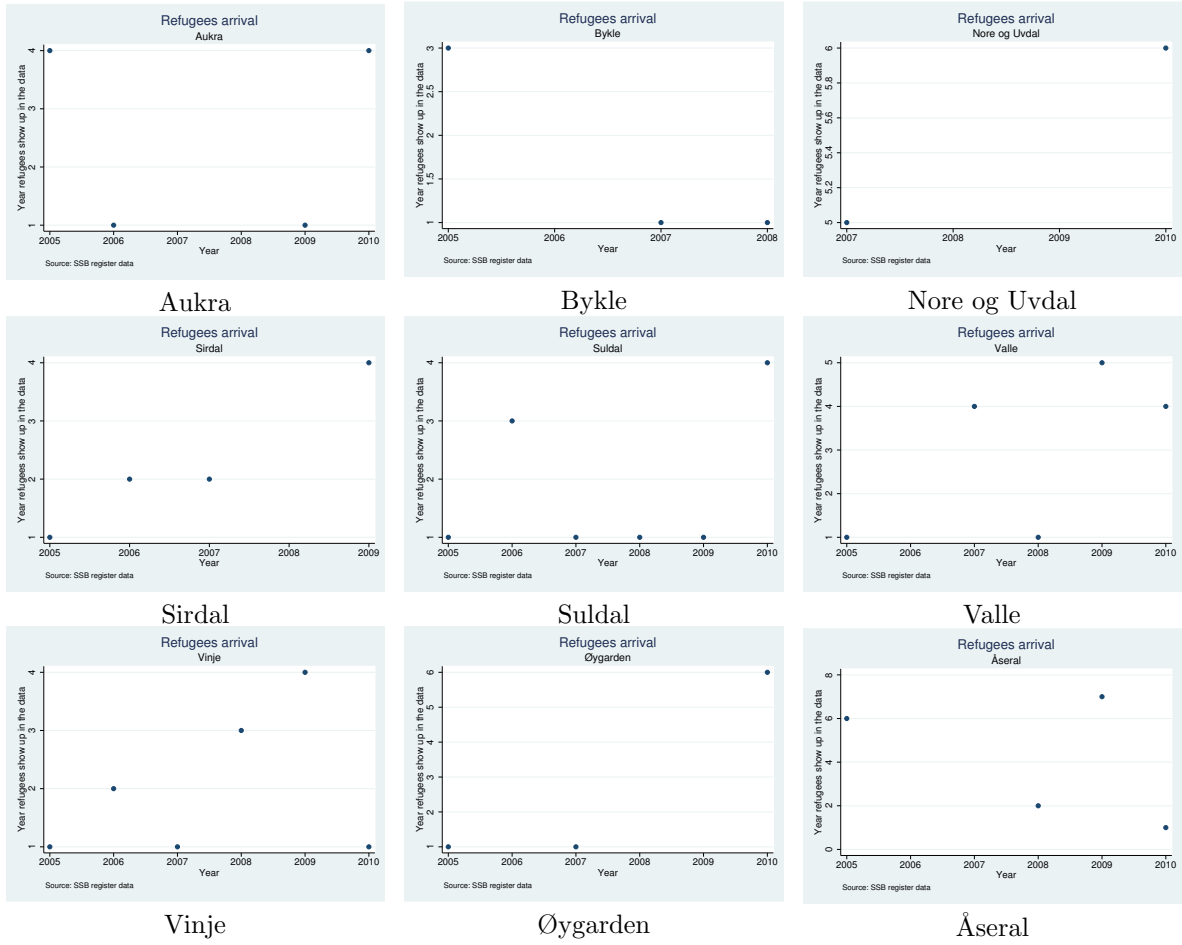 Refugees arrival
Aukra
Year refugees show up in the data
4
3
2
1
2005 2006 2007 2008 2009 2010
Year
Source: SSB register data
Aukra
Refugees arrival
Bykle
Year refugees show up in the data
3
2.5
2
1.5
1
2005 2006 2007 2008
Year
Source: SSB register data
Bykle
Refugees arrival
Nore og Uvdal
Year refugees show up in the data
6
5.8
5.6
5.4
5.2
5
2007 2008 2009 2010
Year
Source: SSB register data
Nore og Uvdal
Refugees arrival
Sirdal
Year refugees show up in the data
4
3
2
1
2005 2006 2007 2008 2009
Year
Source: SSB register data
Sirdal
Refugees arrival
Suldal
Year refugees show up in the data
4
3
2
1
2005 2006 2007 2008 2009 2010
Year
Source: SSB register data
Suldal
Refugees arrival
Valle
Year refugees show up in the data
5
4
3
2
1
2005 2006 2007 2008 2009 2010
Year
Source: SSB register data
Valle
Refugees arrival
Vinje
Year refugees show up in the data
4
3
2
1
2005 2006 2007 2008 2009 2010
Year
Source: SSB register data
Vinje
Refugees arrival
Øygarden
Year refugees show up in the data
6
5
4
3
2
1
2005 2006 2007 2008 2009 2010
Year
Source: SSB register data
Øygarden
Refugees arrival
Åseral
Year refugees show up in the data
8
6
4
2
0
2005 2006 2007 2008 2009 2010
Year
Source: SSB register data
Åseral